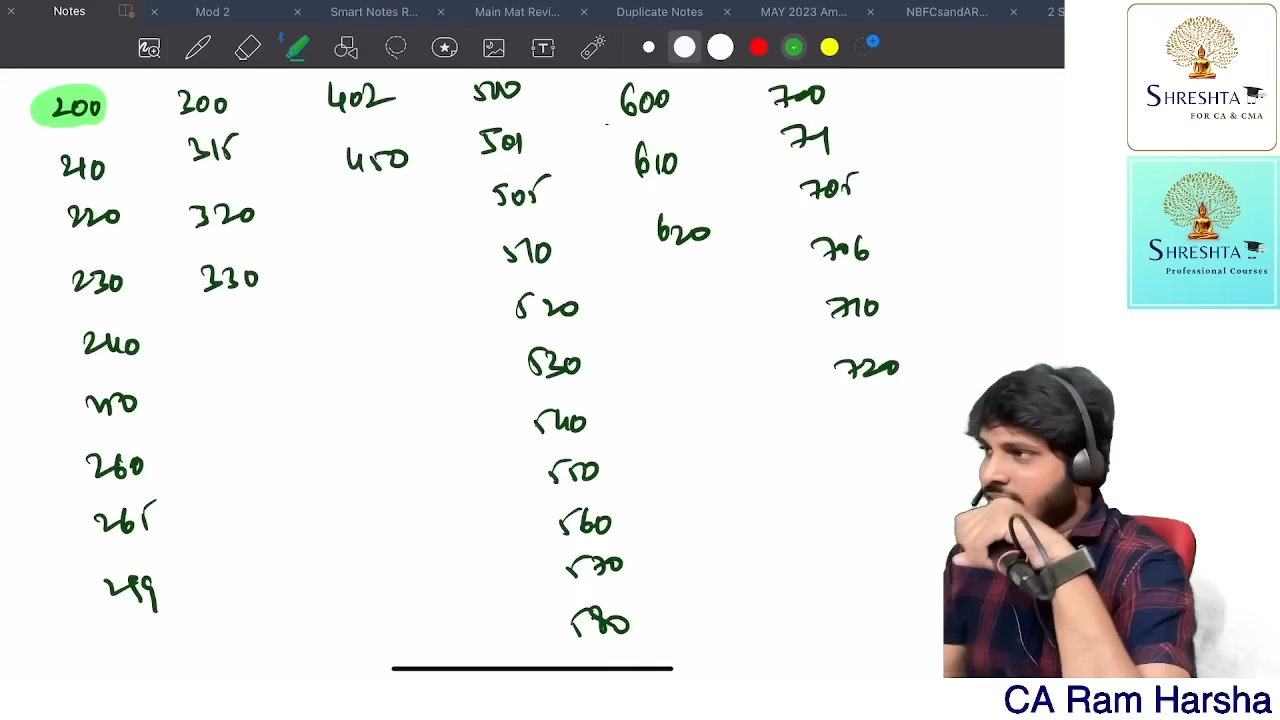 Notes Mod 2 Smart Notes R... Main Mat Revi... Duplicate Notes MAY 2023 Am... NBFCsandAR... 2 S
200 300 402 500 600 700
210 315 450 501 610 71
220 320 505 620 705
230 330 510 706
240 520 710
250 530 720
260 540
265 550
299 560
570
580
SHRESHTA
FOR CA & CMA
SHRESHTA
Professional Courses
CA Ram Harsha